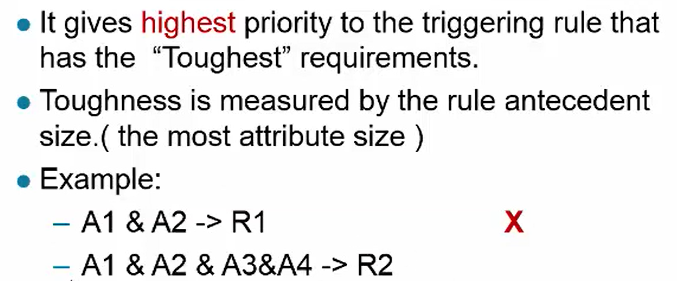 • It gives highest priority to the triggering rule that
has the “Toughest” requirements.
• Toughness is measured by the rule antecedent
size.( the most attribute size )
• Example:
– A1 & A2 -> R1 X
– A1 & A2 & A3&A4 -> R2